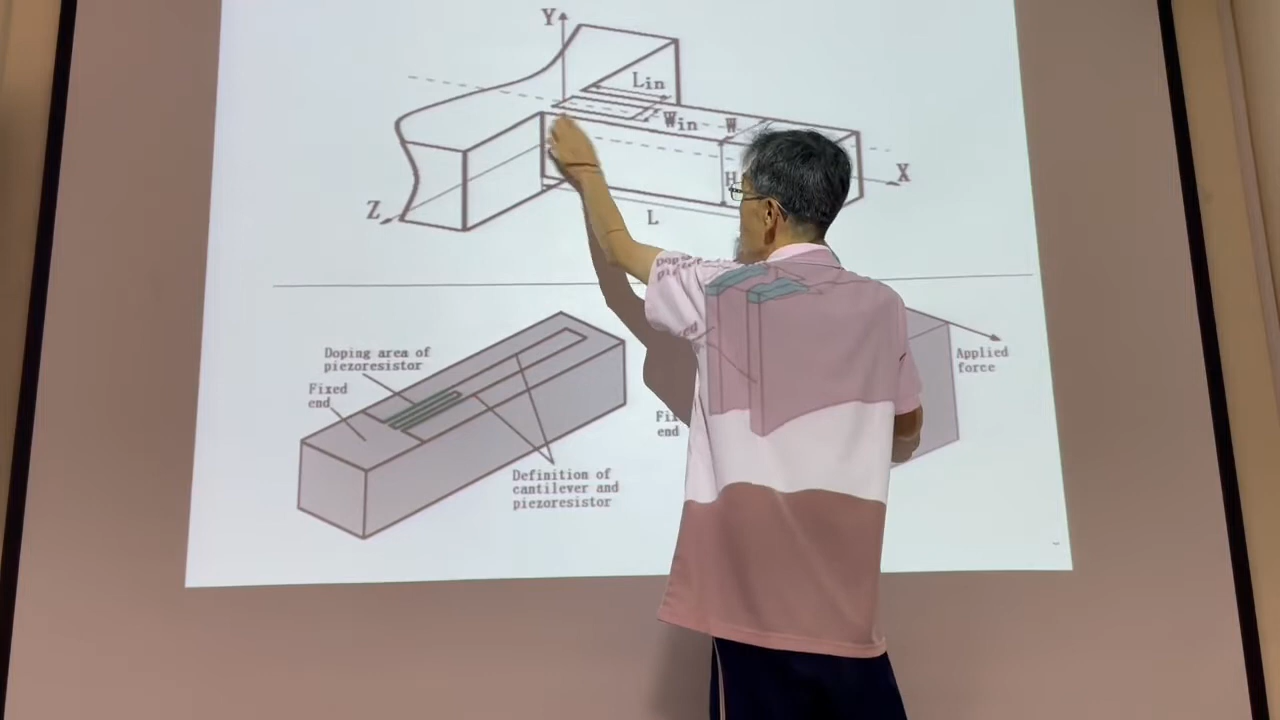 Y
Lin
Win
W
X
H
Z
L
Doping area of
piezoresistor
Fixed
end
Definition of
cantilever and
piezoresistor
end
Applied
force